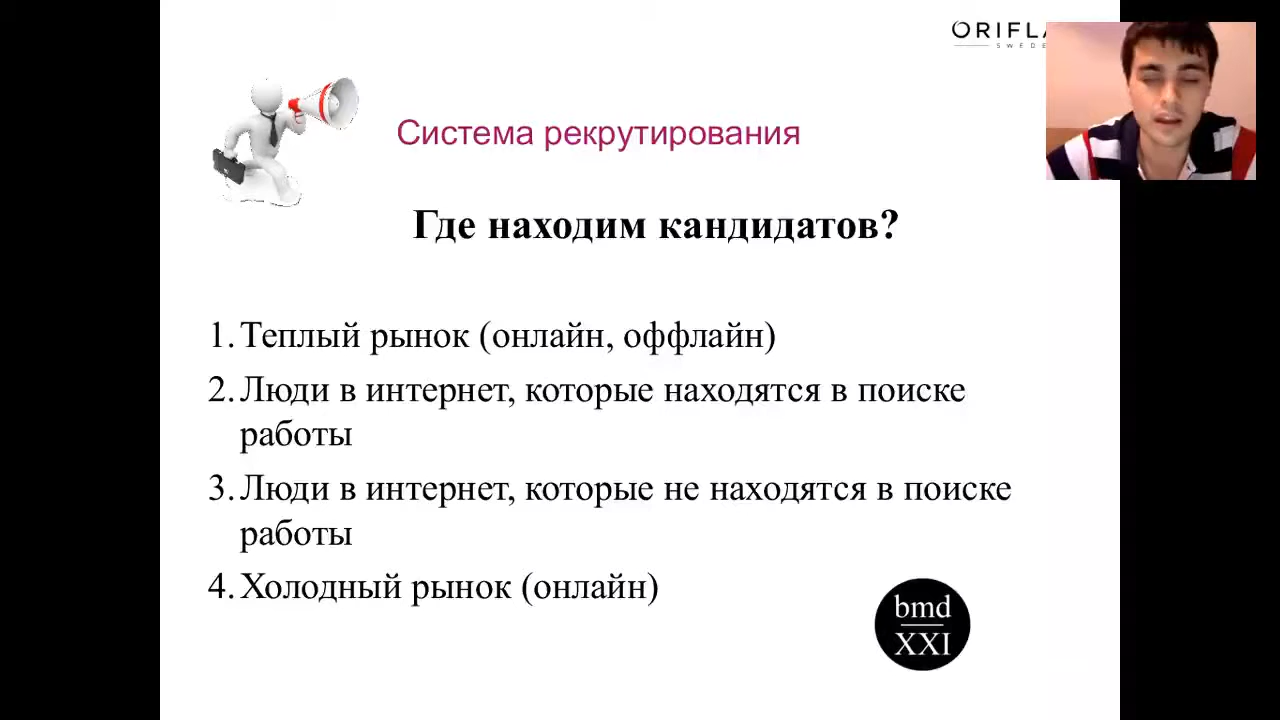 ORIFLA
SWEDE
Система рекрутирования
Где находим кандидатов?
1. Теплый рынок (онлайн, оффлайн)
2. Люди в интернет, которые находятся в поиске
работы
3. Люди в интернет, которые не находятся в поиске
работы
4. Холодный рынок (онлайн)
bmd
XXI